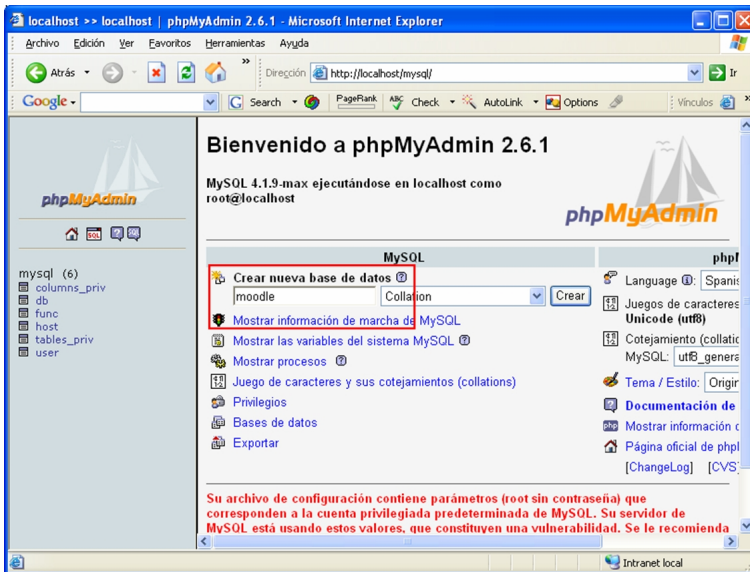 localhost >> localhost | phpMyAdmin 2.6.1 - Microsoft Internet Explorer
Archivo Edición Ver Favoritos Herramientas Ayuda
Atrás Dirección http://localhost/mysql/ Ir
Google Search PageRank ABC Check AutoLink Options Vínculos
phpMyAdmin
SQL
mysql (6)
columns_priv
db
func
host
tables_priv
user
Bienvenido a phpMyAdmin 2.6.1
MySQL 4.1.9-max ejecutándose en localhost como
root@localhost
phpMyAdmin
MySQL
Crear nueva base de datos
moodle Collation Crear
Mostrar información de marcha de MySQL
Mostrar las variables del sistema MySQL
Mostrar procesos
Juego de caracteres y sus cotejamientos (collations)
Privilegios
Bases de datos
Exportar
Language
Juegos de caracteres
Unicode (utf8)
Cotejamiento
MySQL: utf8_genera
Tema / Estilo:
Documentación de
php Mostrar información
Página oficial de
[ChangeLog] [CVS]
Su archivo de configuración contiene parámetros (root sin contraseña) que
corresponden a la cuenta privilegiada predeterminada de MySQL. Su servidor de
MySQL está usando estos valores, que constituyen una vulnerabilidad. Se le recomienda
Intranet local